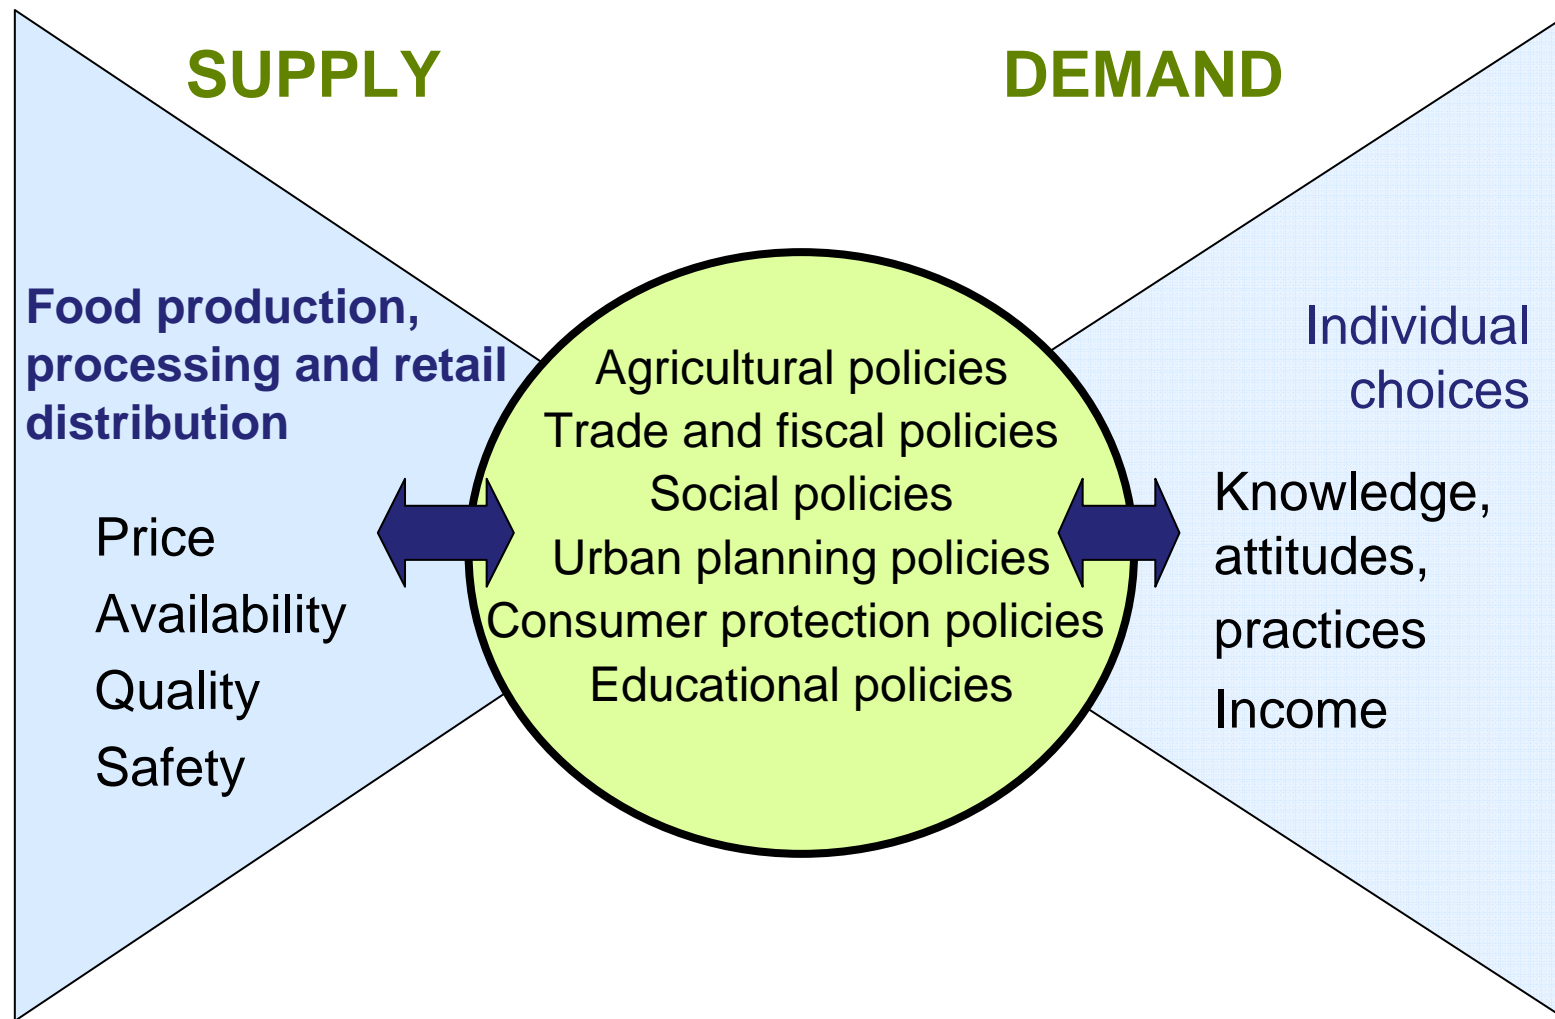 SUPPLY
DEMAND
Food production,
processing and retail
distribution
Price
Availability
Quality
Safety
Agricultural policies
Trade and fiscal policies
Social policies
Urban planning policies
Consumer protection policies
Educational policies
Individual
choices
Knowledge,
attitudes,
practices
Income